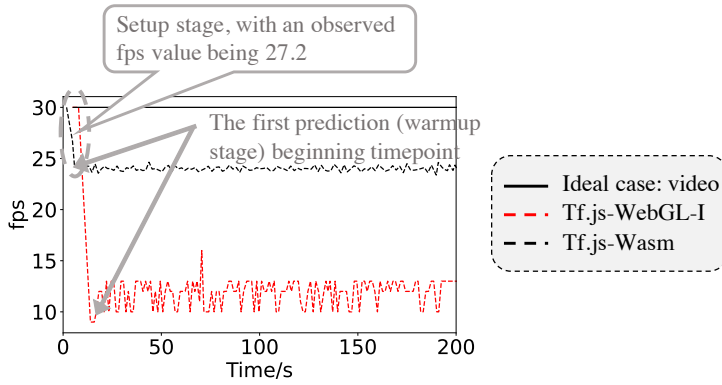 Setup stage, with an observed
fps value being 27.2
The first prediction (warmup
stage) beginning timepoint
30
25
20
15
10
fps
0
50
100
150
200
Time/s
Ideal case: video
Tf.js-WebGL-I
Tf.js-Wasm